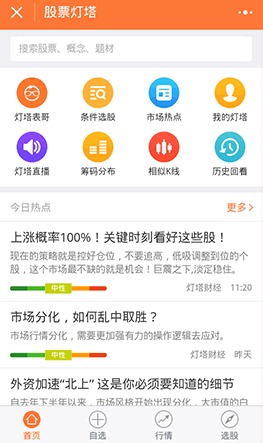 股票灯塔
搜索股票、概念、题材
灯塔表哥 条件选股 市场热点 我的灯塔
灯塔直播 筹码分布 相似K线 历史回看
今日热点 更多>
上涨概率100%！关键时刻看好这些股！
现在的策略就是控好仓位，不要追高，低吸调整到位的个
股，这个市场最不缺的就是机会！巨震之下,淡定稳住。
中性 灯塔财经 11:20
市场分化，如何乱中取胜？
市场行情分化，需要更加强有力的操作逻辑去应对。
中性 灯塔财经 昨天
外资加速“北上” 这是你必须要知道的细节
自去年下半年以来，市场风格开始出现分化，大市值的白
首页 自选 行情 选股